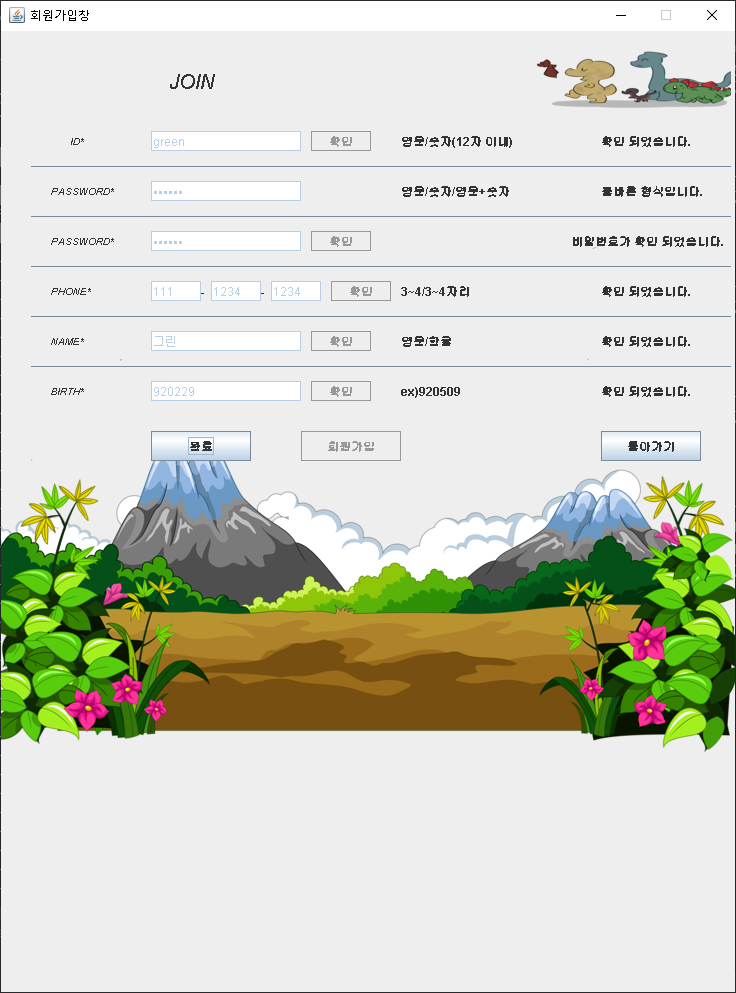 회원가입창
JOIN
ID* green 확인 영문/숫자(12자 이내) 확인 되었습니다.
PASSWORD* •••••• 영문/숫자/영문+숫자 올바른 형식입니다.
PASSWORD* •••••• 확인 비밀번호가 확인 되었습니다.
PHONE* 111 - 1234 - 1234 확인 3~4/3~4자리 확인 되었습니다.
NAME* 그린 확인 영문/한글 확인 되었습니다.
BIRTH* 920229 확인 ex)920509 확인 되었습니다.
완료 회원가입 돌아가기